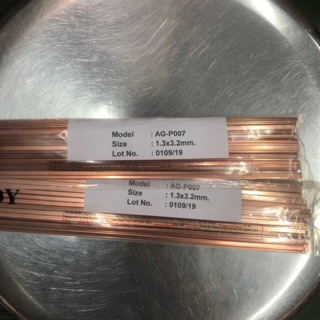 Model : AG-P007
Size : 1.3x3.2mm.
Lot No. : 0109/19
Model : AG-P007
Size : 1.3x3.2mm.
Lot No. : 0109/19